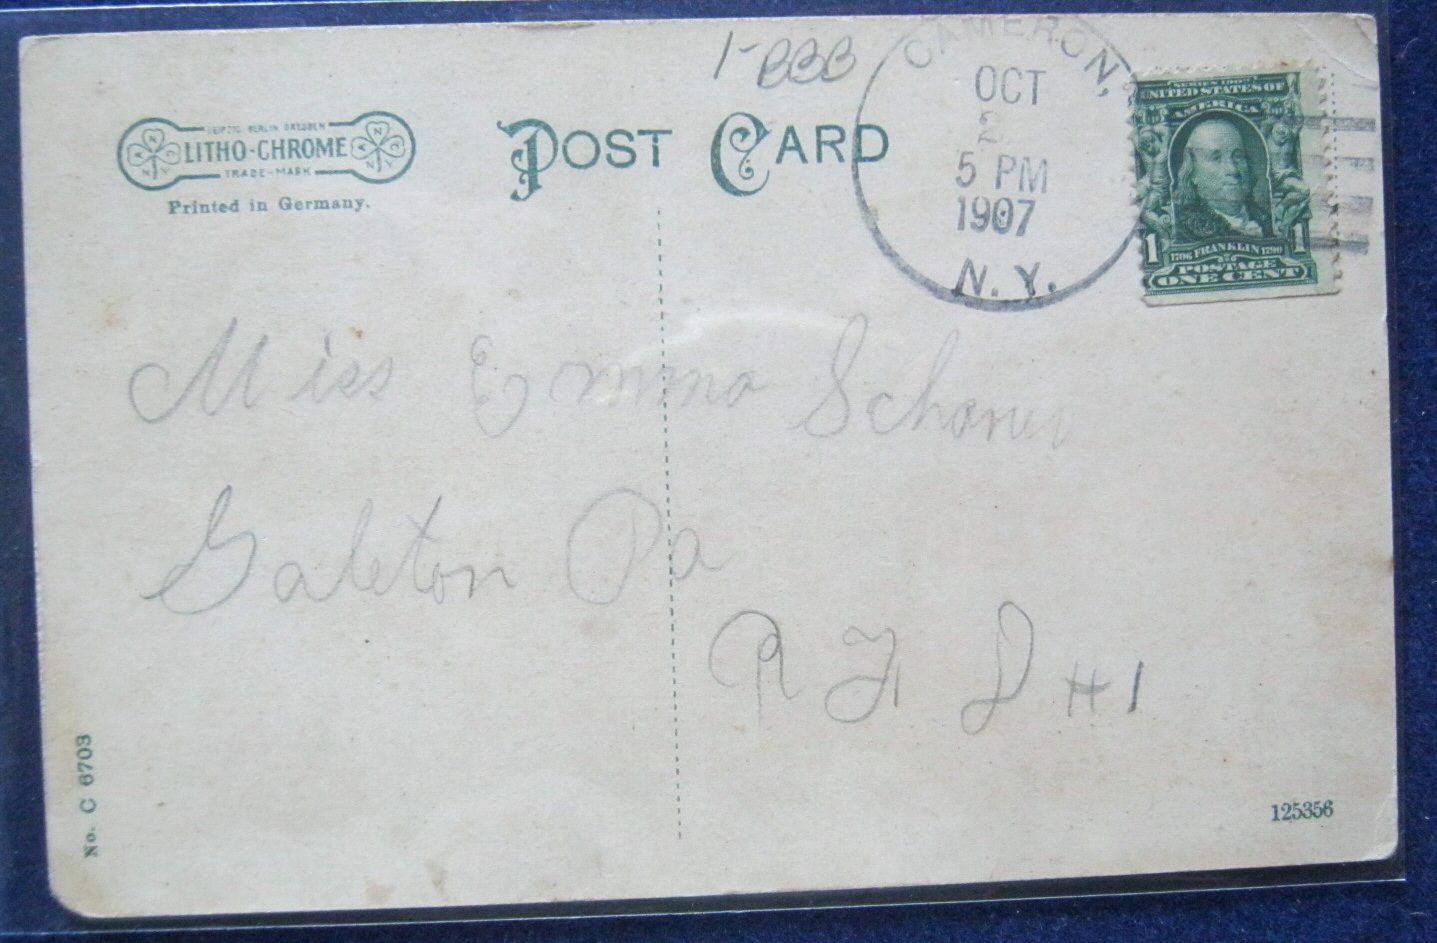 1-BBB
LEIPZIG BERLIN DRESDEN
LITHO-CHROME
TRADE-MARK
Printed in Germany.
POST CARD
CAMERON,
OCT
2
5 PM
1907
N. Y.
SERIES 1902
UNITED STATES OF
AMERICA
1 1706 FRANKLIN 1790 1
POSTAGE
ONE CENT
Miss Emma
Galeton Pa
R F D # 1
No. C 6703
125356